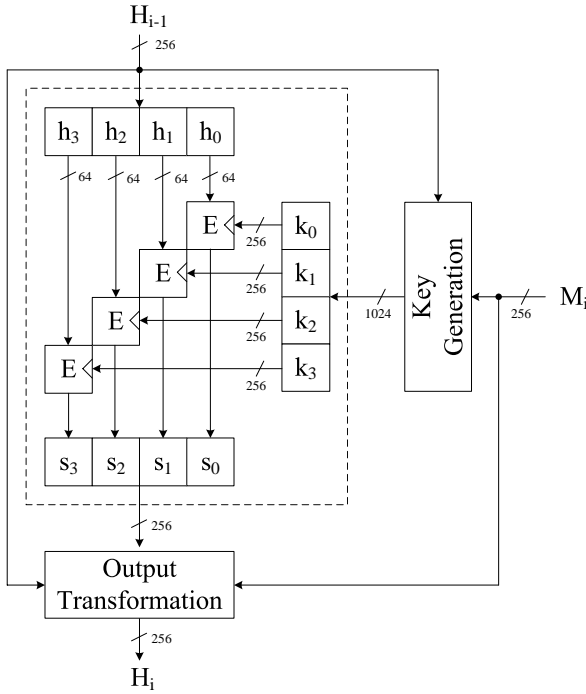 H_{i-1}
256
h_3 h_2 h_1 h_0
64 64 64 64
E 256 k_0
E 256 k_1
E 256 k_2
E 256 k_3
1024
Key
Generation
256
M_i
s_3 s_2 s_1 s_0
256
Output
Transformation
256
H_i